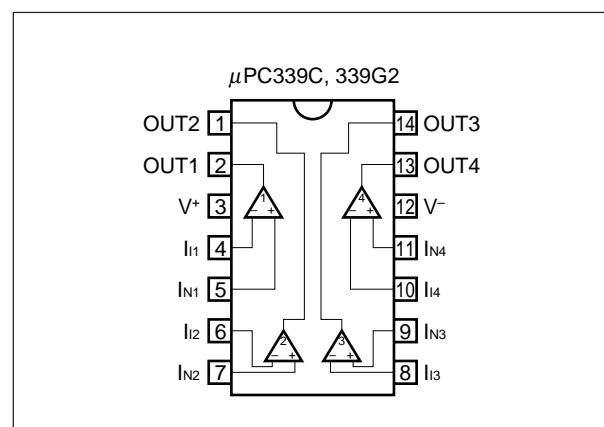 μPC339C, 339G2
OUT2 1 14 OUT3
OUT1 2 13 OUT4
1 4
V+ 3 − + − + 12 V−
II1 4 11 IN4
IN1 5 10 II4
II2 6 9 IN3
2 3
− + − +
IN2 7 8 II3